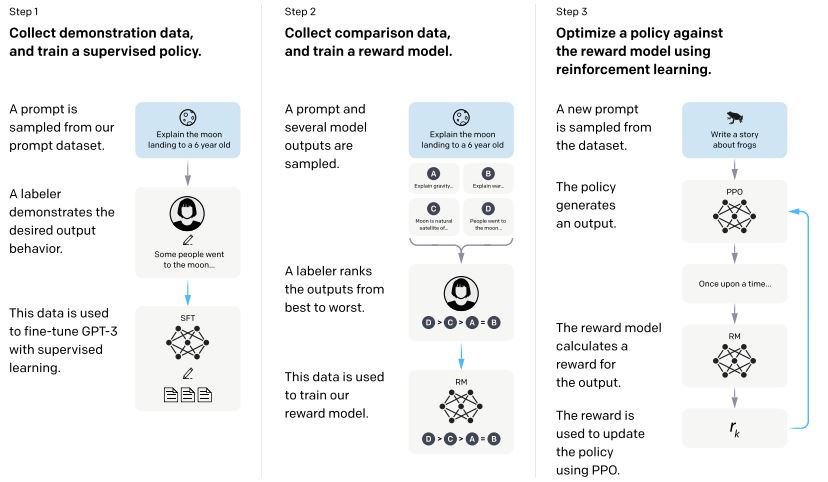 Step 1
Collect demonstration data,
and train a supervised policy.
A prompt is
sampled from our
prompt dataset.
Explain the moon
landing to a 6 year old
A labeler
demonstrates the
desired output
behavior.
Some people went
to the moon...
This data is used
to fine-tune GPT-3
with supervised
learning.
SFT
Step 2
Collect comparison data,
and train a reward model.
A prompt and
several model
outputs are
sampled.
Explain the moon
landing to a 6 year old
A
Explain gravity...
B
Explain war...
C
Moon is natural
satellite of...
D
People went to
the moon...
A labeler ranks
the outputs from
best to worst.
D > C > A = B
This data is used
to train our
reward model.
RM
D > C > A = B
Step 3
Optimize a policy against
the reward model using
reinforcement learning.
A new prompt
is sampled from
the dataset.
Write a story
about frogs
The policy
generates
an output.
PPO
Once upon a time...
The reward model
calculates a
reward for
the output.
RM
The reward is
used to update
the policy
using PPO.
r_k